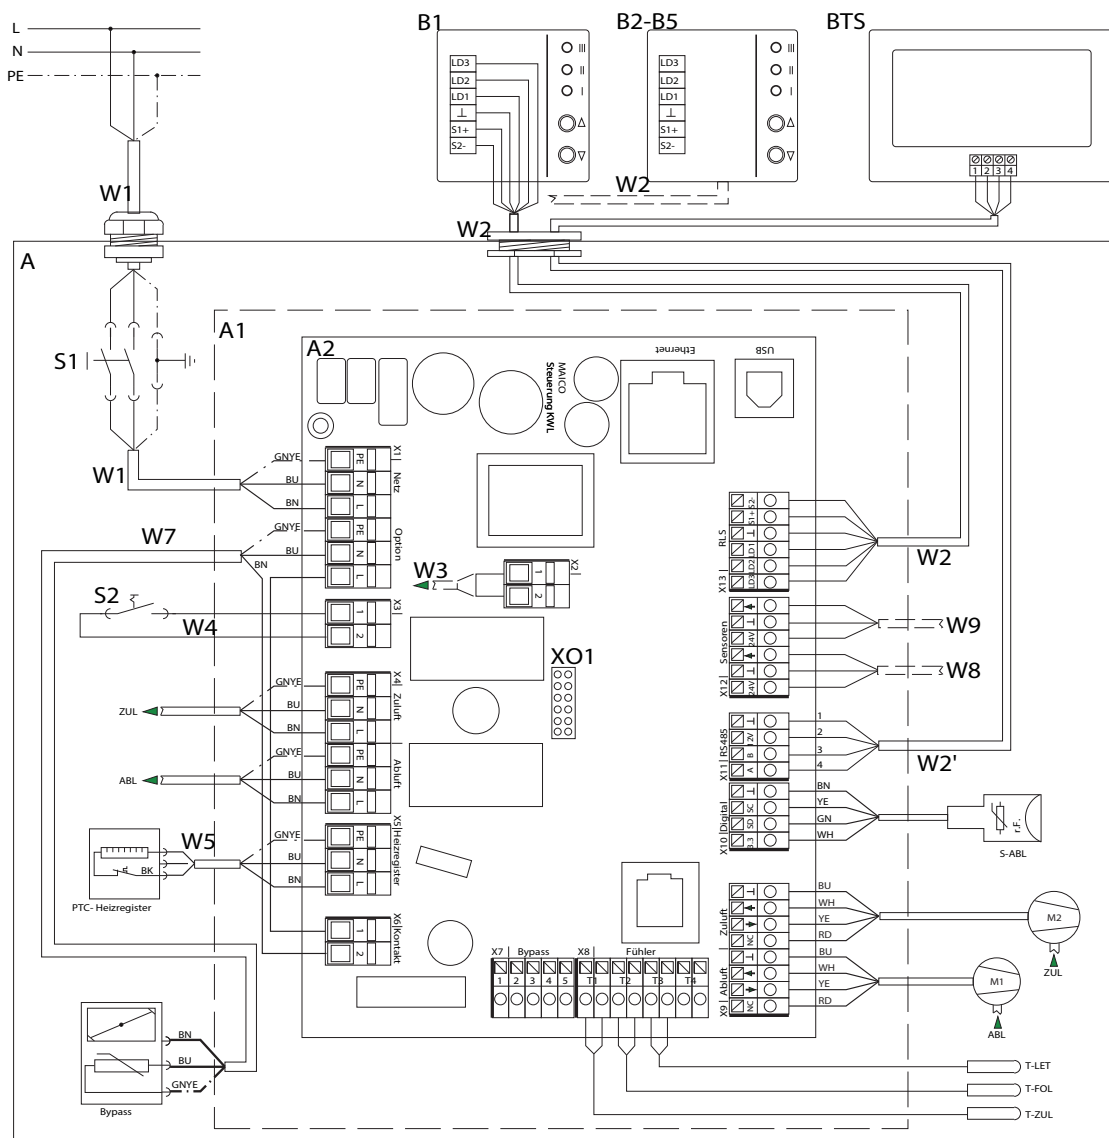 L
N
PE
B1
LD3
LD2
LD1
⊥
S1+
S2-
III
II
I
B2-B5
LD3
LD2
LD1
⊥
S1+
S2-
III
II
I
BTS
1 2 3 4
W2
W1
W2
A
A1
S1
A2
MAICO
Steuerung KWL
Ethernet
USB
W1
GNYE
BU
BN
PE
N
L
X1
Netz
W7
GNYE
BU
BN
PE
N
L
Option
W3
1
2
X2
S2
W4
1
2
X3
XO1
ZUL
GNYE
BU
BN
PE
N
L
X4
Zuluft
ABL
GNYE
BU
BN
PE
N
L
Abluft
W5
BK
PTC- Heizregister
GNYE
BU
BN
PE
N
L
X5
Heizregister
1
2
X6
Kontakt
BN
BU
GNYE
Bypass
X7 Bypass
1 2 3 4 5
X8 Fühler
T1 T2 T3 T4
S2-
S1+
⊥
LD1
LD2
LD3
X13
RLS
W2
⊥
24V
⊥
24V
X12
Sensoren
W9
W8
⊥
12V
B
A
X11
RS485
1
2
3
4
W2'
⊥
SC
SD
3.3
X10
Digital
BN
YE
GN
WH
r.F.
S-ABL
⊥
NC
Zuluft
BU
WH
YE
RD
M2
ZUL
⊥
NC
X9
Abluft
BU
WH
YE
RD
M1
ABL
T-LET
T-FOL
T-ZUL